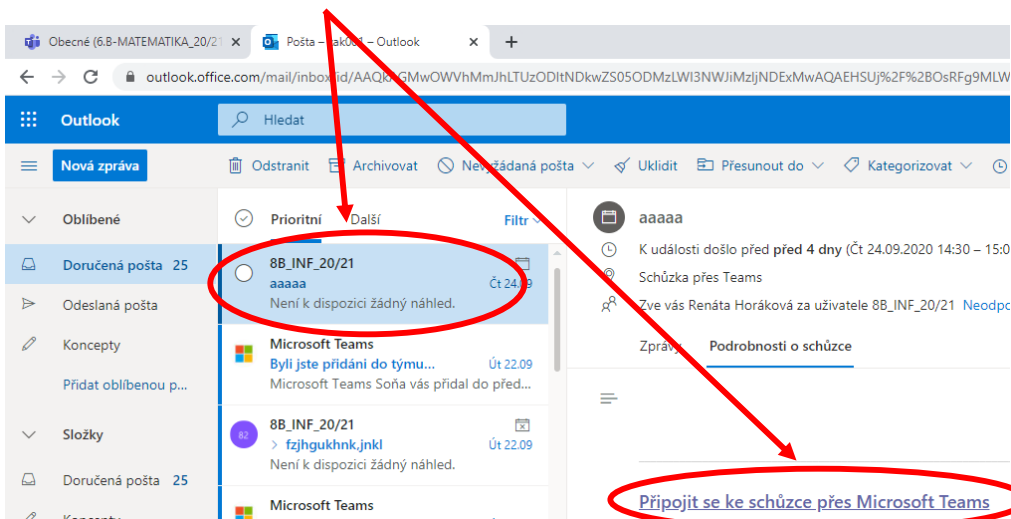 Obecné (6.B-MATEMATIKA_20/21
Pošta – zak001 – Outlook
outlook.office.com/mail/inbox/id/
Outlook
Hledat
Nová zpráva
Odstranit
Archivovat
Nevyžádaná pošta
Uklidit
Přesunout do
Kategorizovat
Oblíbené
Doručená pošta 25
Odeslaná pošta
Koncepty
Přidat oblíbenou p...
Složky
Doručená pošta 25
Koncepty
Prioritní
Další
Filtr
8B_INF_20/21
aaaaa
Čt 24.09
Není k dispozici žádný náhled.
Microsoft Teams
Byli jste přidáni do týmu...
Út 22.09
Microsoft Teams Soňa vás přidal do před...
82
8B_INF_20/21
> fzjhgukhnk,jnkl
Út 22.09
Není k dispozici žádný náhled.
Microsoft Teams
aaaaa
K události došlo před před 4 dny (Čt 24.09.2020 14:30 – 15:0
Schůzka přes Teams
Zve vás Renáta Horáková za uživatele 8B_INF_20/21 Neodpo
Zprávy
Podrobnosti o schůzce
Připojit se ke schůzce přes Microsoft Teams